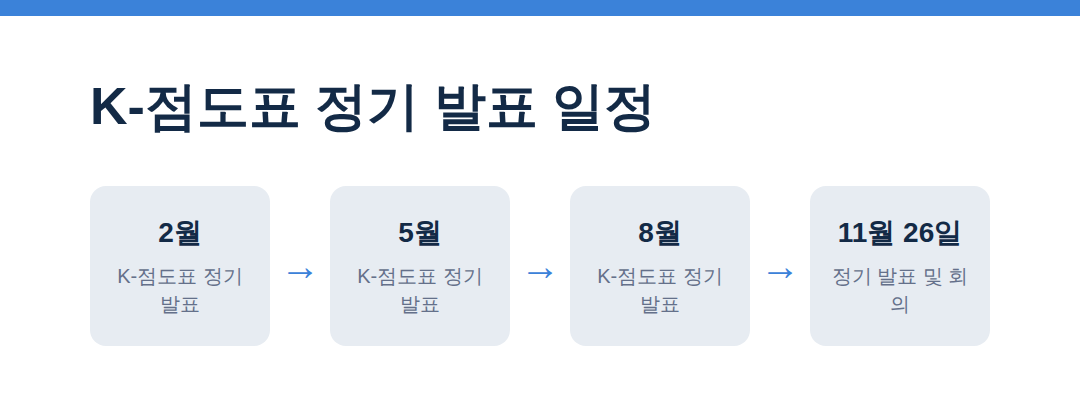 K-점도표 정기 발표 일정
2월
K-점도표 정기
발표
→
5월
K-점도표 정기
발표
→
8월
K-점도표 정기
발표
→
11월 26일
정기 발표 및 회
의